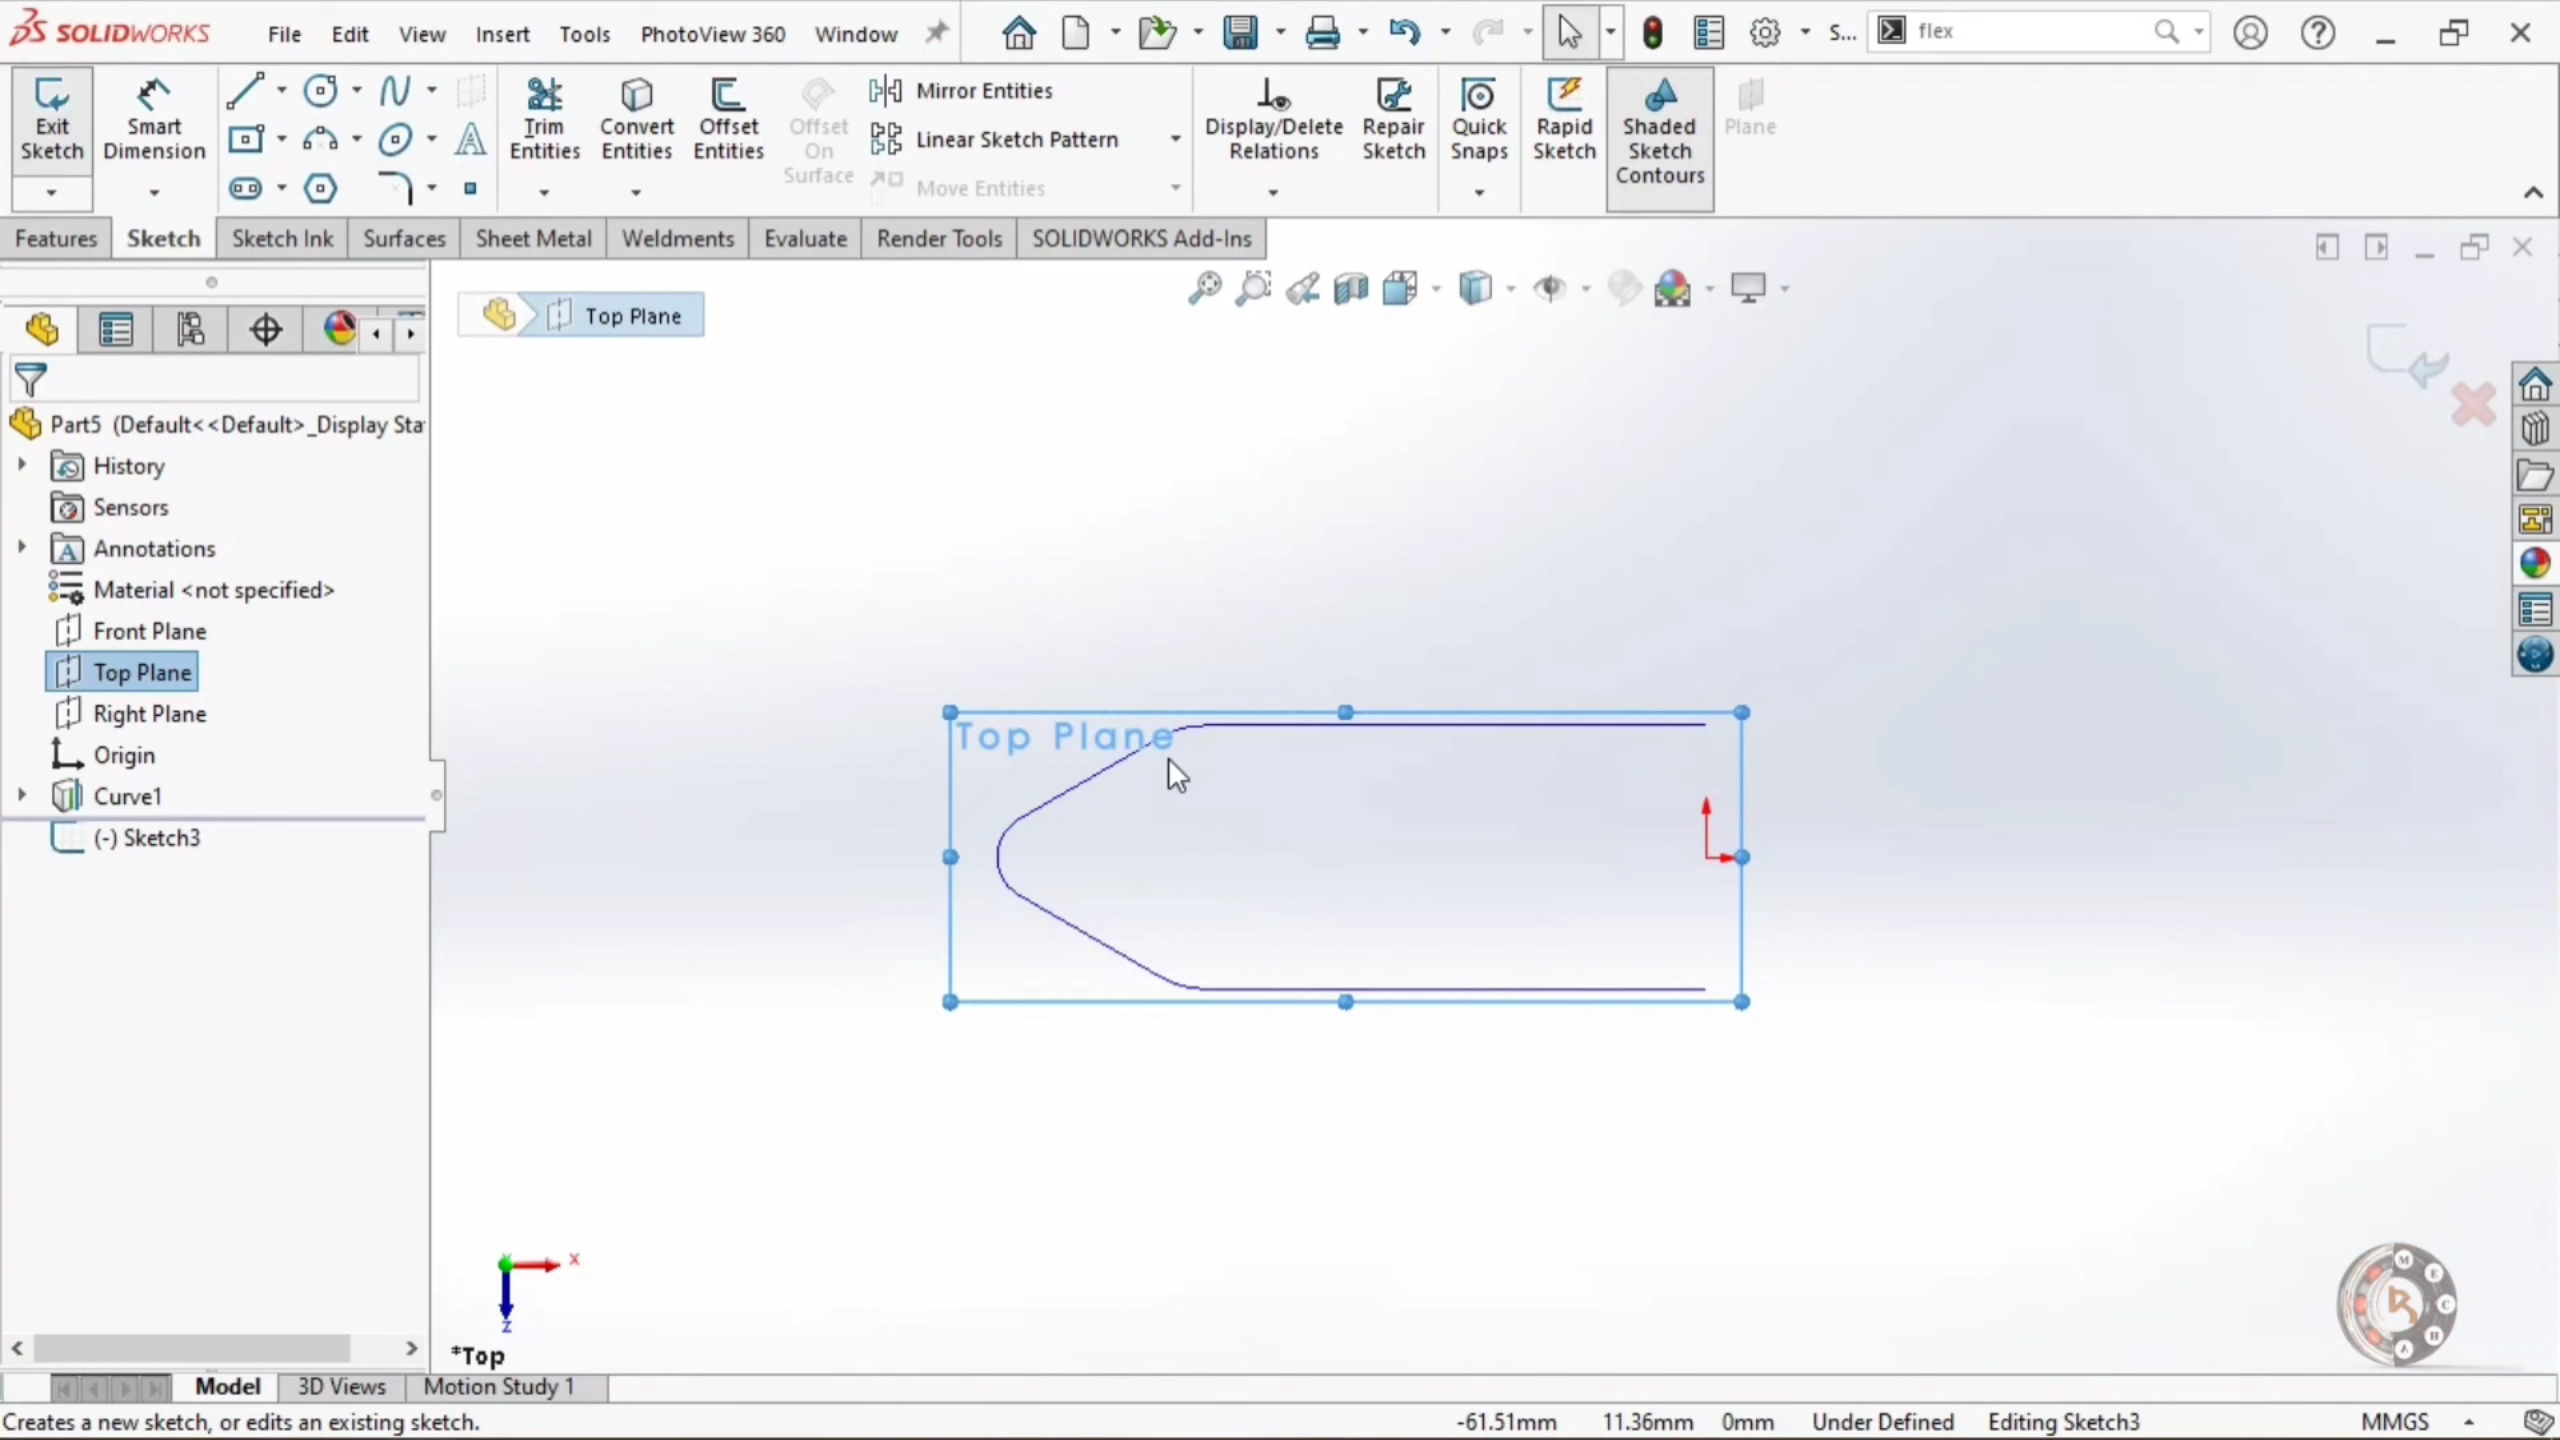 SOLIDWORKS File Edit View Insert Tools PhotoView 360 Window S... flex
Exit Sketch
Smart Dimension
Trim Entities
Convert Entities
Offset Entities
Offset On Surface
Mirror Entities
Linear Sketch Pattern
Move Entities
Display/Delete Relations
Repair Sketch
Quick Snaps
Rapid Sketch
Shaded Sketch Contours
Plane
Features Sketch Sketch Ink Surfaces Sheet Metal Weldments Evaluate Render Tools SOLIDWORKS Add-Ins
Top Plane
Part5 (Default<<Default>_Display Sta
History
Sensors
Annotations
Material <not specified>
Front Plane
Top Plane
Right Plane
Origin
Curve1
(-) Sketch3
Top Plane
x
Y
Z
*Top
M E C H A
Model 3D Views Motion Study 1
Creates a new sketch, or edits an existing sketch. -61.51mm 11.36mm 0mm Under Defined Editing Sketch3 MMGS